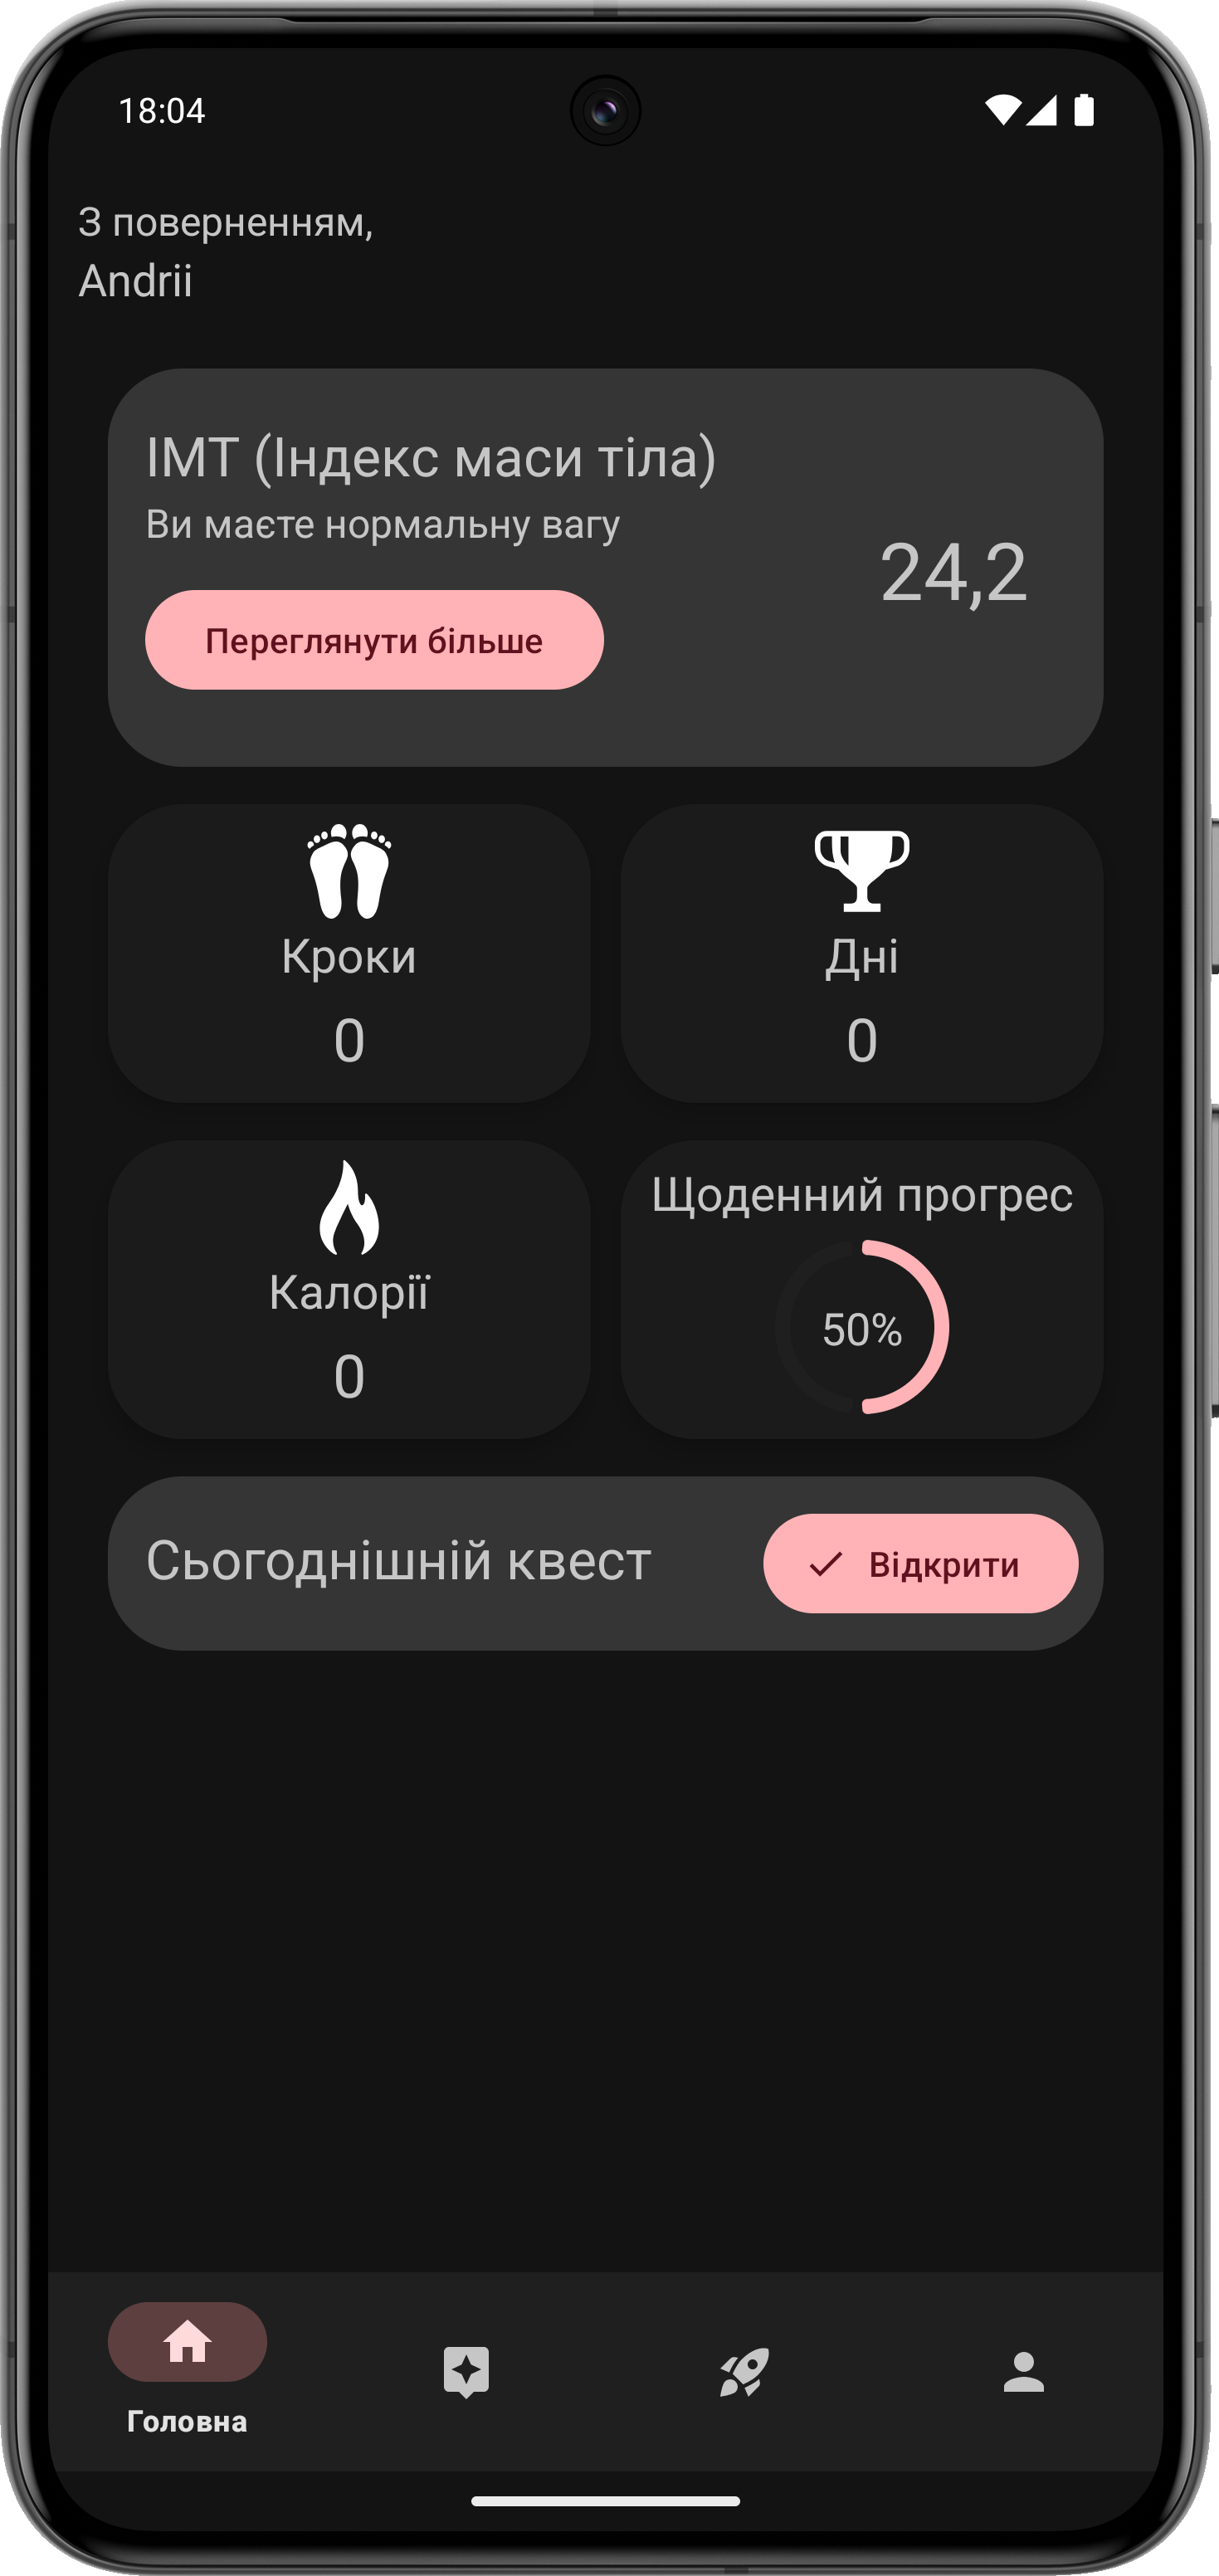 18:04
З поверненням,
Andrii
ІМТ (Індекс маси тіла)
Ви маєте нормальну вагу
24,2
Переглянути більше
Кроки
0
Дні
0
Калорії
0
Щоденний прогрес
50%
Сьогоднішній квест
Відкрити
Головна